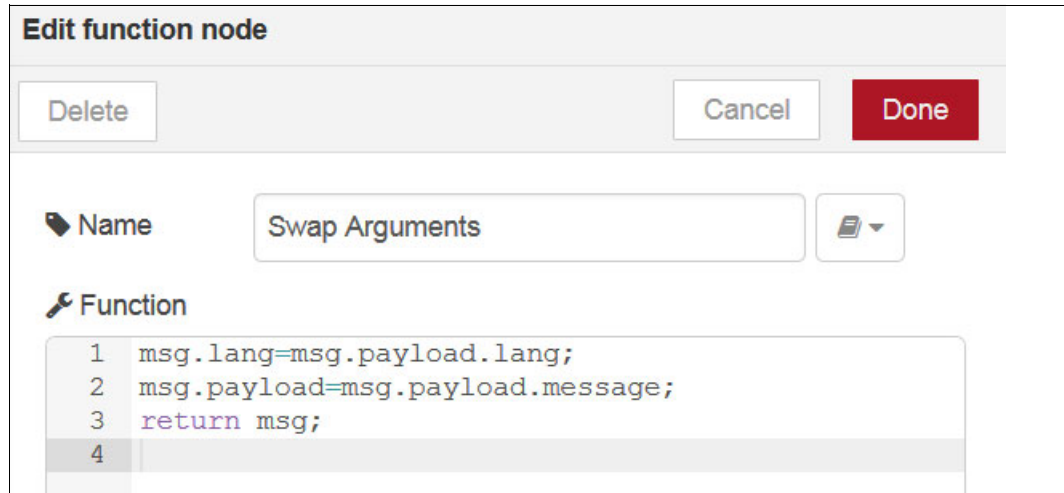 Edit function node
Delete Cancel Done
Name Swap Arguments
Function
1 msg.lang=msg.payload.lang;
2 msg.payload=msg.payload.message;
3 return msg;
4